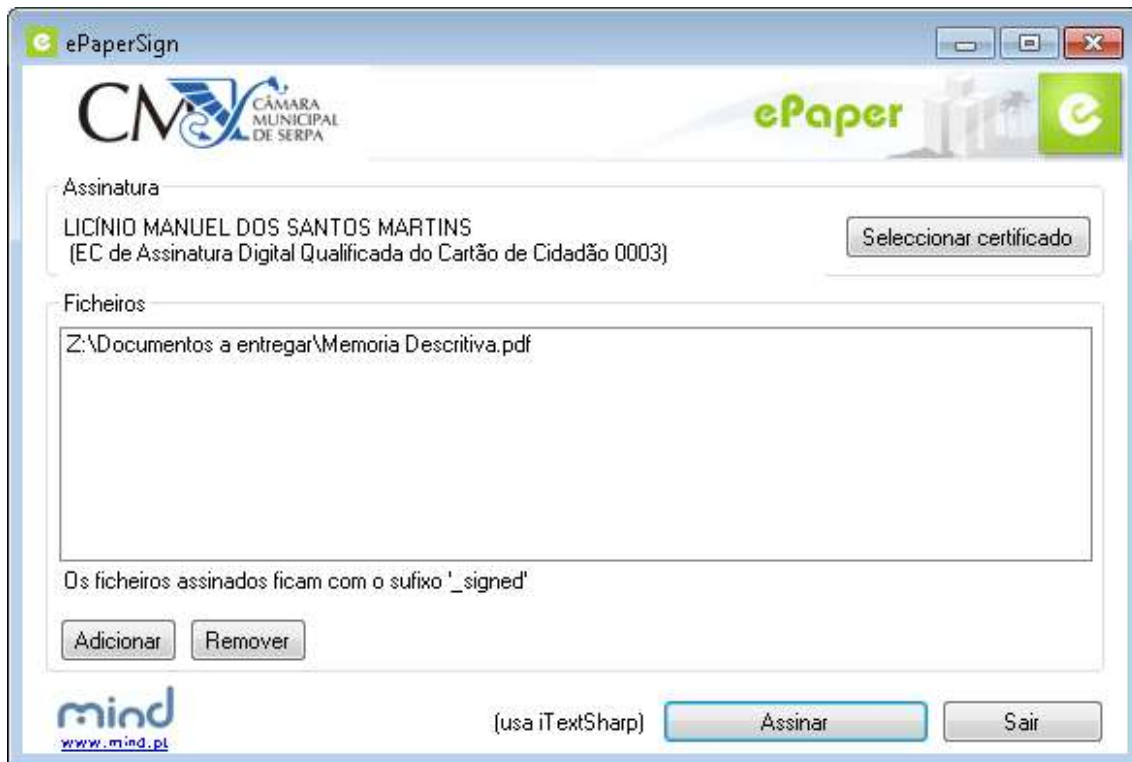 ePaperSign
CM
CÂMARA
MUNICIPAL
DE SERPA
ePaper
e
Assinatura
LICÍNIO MANUEL DOS SANTOS MARTINS
(EC de Assinatura Digital Qualificada do Cartão de Cidadão 0003)
Seleccionar certificado
Ficheiros
Z:\Documentos a entregar\Memoria Descritiva.pdf
Os ficheiros assinados ficam com o sufixo '_signed'
Adicionar Remover
mind
www.mind.pt
(usa iTextSharp) Assinar Sair